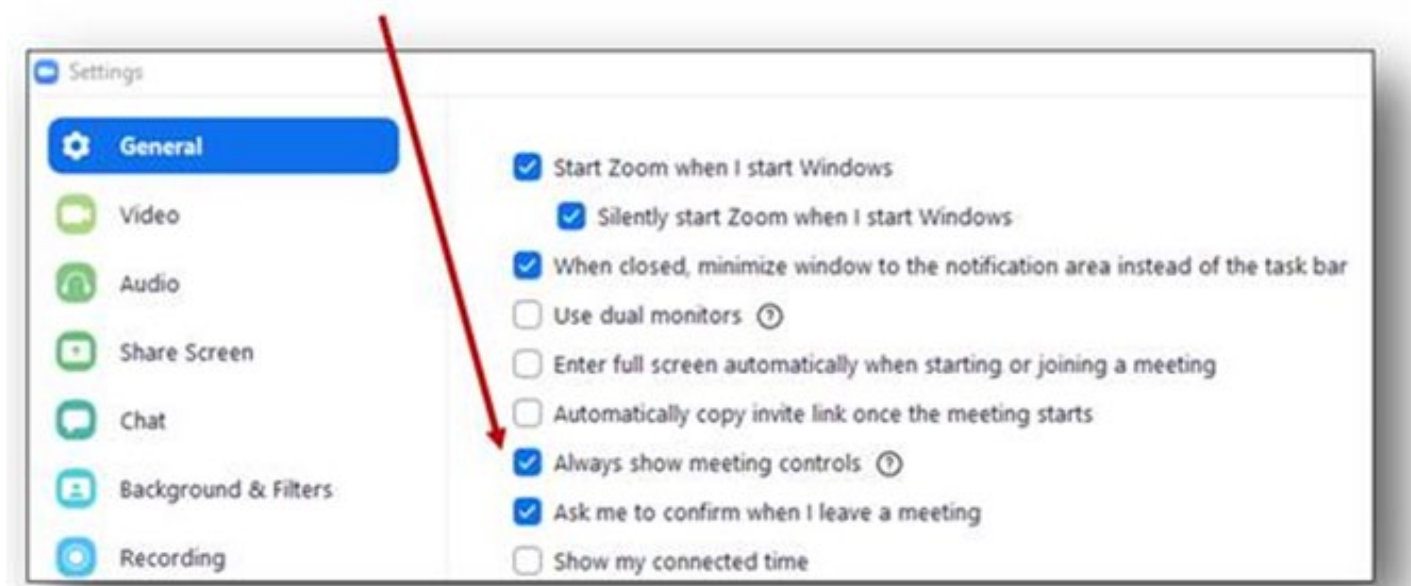 Settings
General
Video
Audio
Share Screen
Chat
Background & Filters
Recording
Start Zoom when I start Windows
Silently start Zoom when I start Windows
When closed, minimize window to the notification area instead of the task bar
Use dual monitors ?
Enter full screen automatically when starting or joining a meeting
Automatically copy invite link once the meeting starts
Always show meeting controls ?
Ask me to confirm when I leave a meeting
Show my connected time